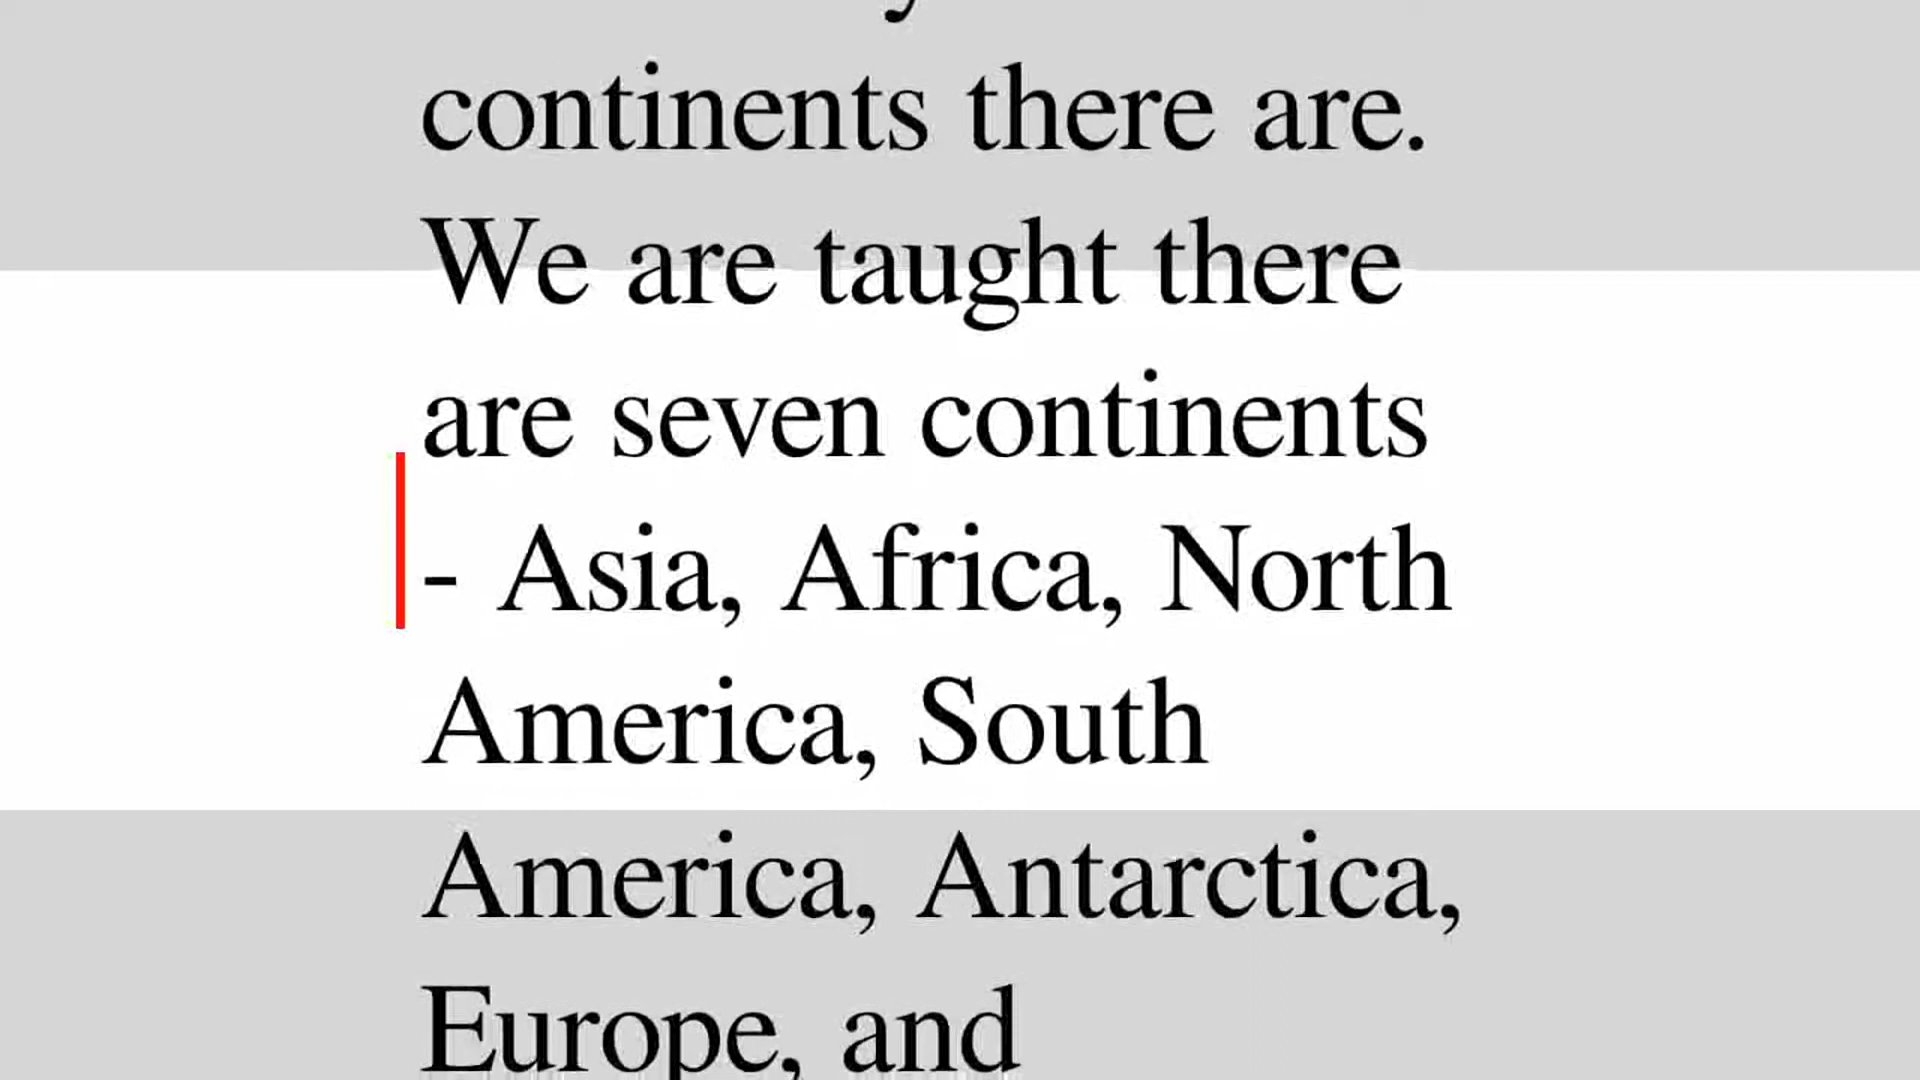 continents there are.
We are taught there
are seven continents
- Asia, Africa, North
America, South
America, Antarctica,
Europe, and